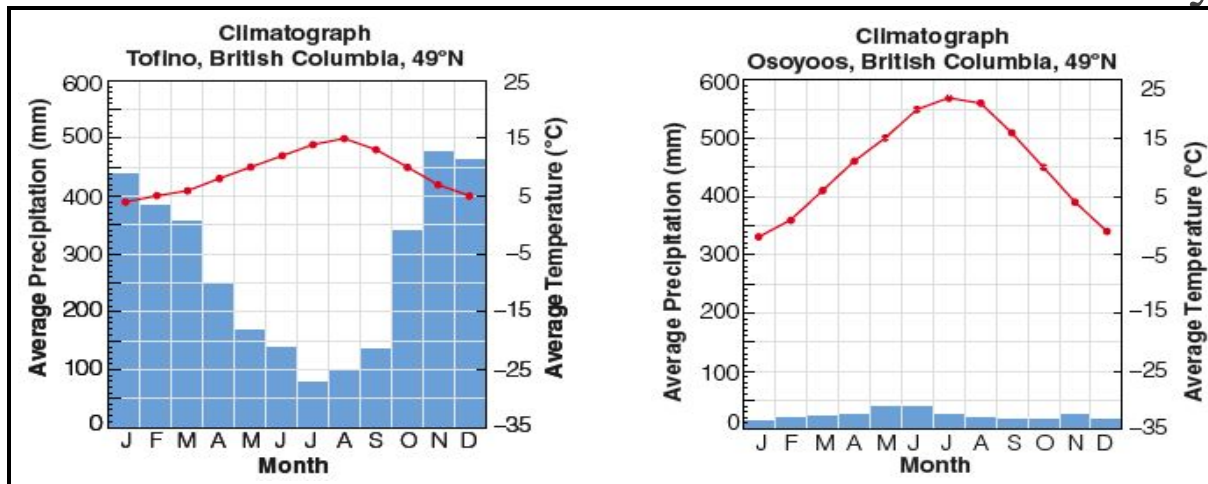 Climatograph
Tofino, British Columbia, 49°N
600
500
400
300
200
100
0
Average Precipitation (mm)
25
15
5
–5
–15
–25
–35
Average Temperature (°C)
J F M A M J J A S O N D
Month
Climatograph
Osoyoos, British Columbia, 49°N
600
500
400
300
200
100
0
Average Precipitation (mm)
25
15
5
–5
–15
–25
–35
Average Temperature (°C)
J F M A M J J A S O N D
Month